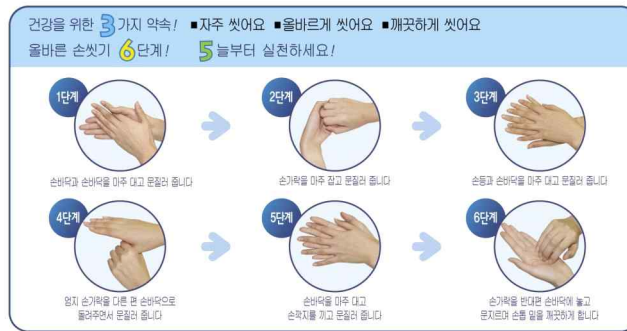 건강을 위한 3가지 약속! ■자주 씻어요 ■올바르게 씻어요 ■깨끗하게 씻어요
올바른 손씻기 6단계! 5늘부터 실천하세요!
1단계
손바닥과 손바닥을 마주 대고 문질러 줍니다
2단계
손가락을 마주 잡고 문질러 줍니다
3단계
손등과 손바닥을 마주 대고 문질러 줍니다
4단계
엄지 손가락을 다른 편 손바닥으로
돌려주면서 문질러 줍니다
5단계
손바닥을 마주 대고
손깍지를 끼고 문질러 줍니다
6단계
손가락을 반대편 손바닥에 놓고
문지르며 손톱 밑을 깨끗하게 합니다